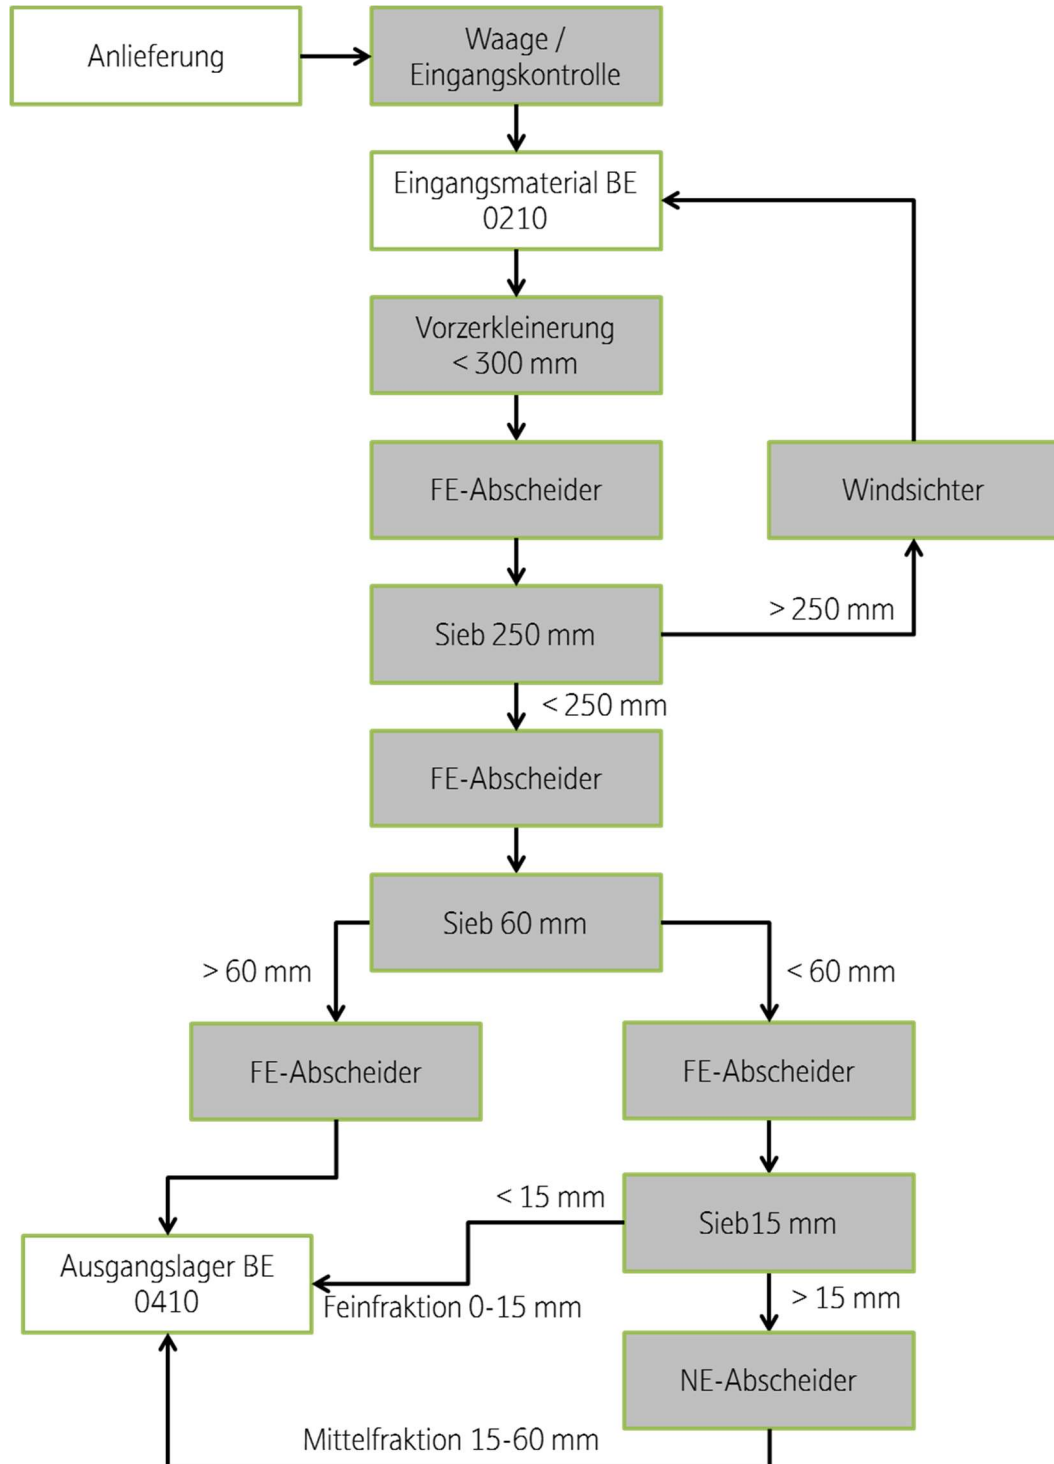 Anlieferung
Waage /
Eingangskontrolle
Eingangsmaterial BE
0210
Vorzerkleinerung
< 300 mm
FE-Abscheider
Windsichter
> 250 mm
Sieb 250 mm
< 250 mm
FE-Abscheider
Sieb 60 mm
> 60 mm
< 60 mm
FE-Abscheider
FE-Abscheider
< 15 mm
Sieb15 mm
Ausgangslager BE
0410
Feinfraktion 0-15 mm
> 15 mm
NE-Abscheider
Mittelfraktion 15-60 mm